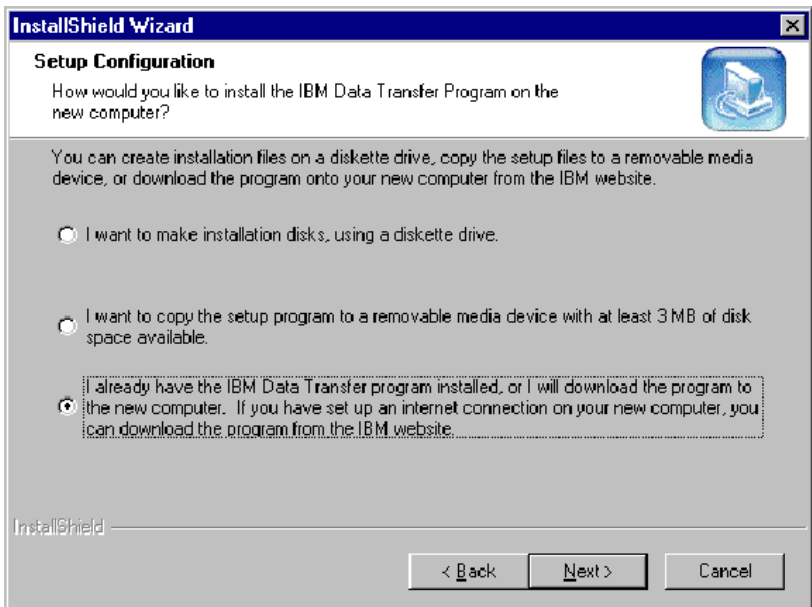 InstallShield Wizard
Setup Configuration
How would you like to install the IBM Data Transfer Program on the
new computer?
You can create installation files on a diskette drive, copy the setup files to a removable media
device, or download the program onto your new computer from the IBM website.
I want to make installation disks, using a diskette drive.
I want to copy the setup program to a removable media device with at least 3 MB of disk
space available.
I already have the IBM Data Transfer program installed, or I will download the program to
the new computer. If you have set up an internet connection on your new computer, you
can download the program from the IBM website.
InstallShield
< Back
Next >
Cancel